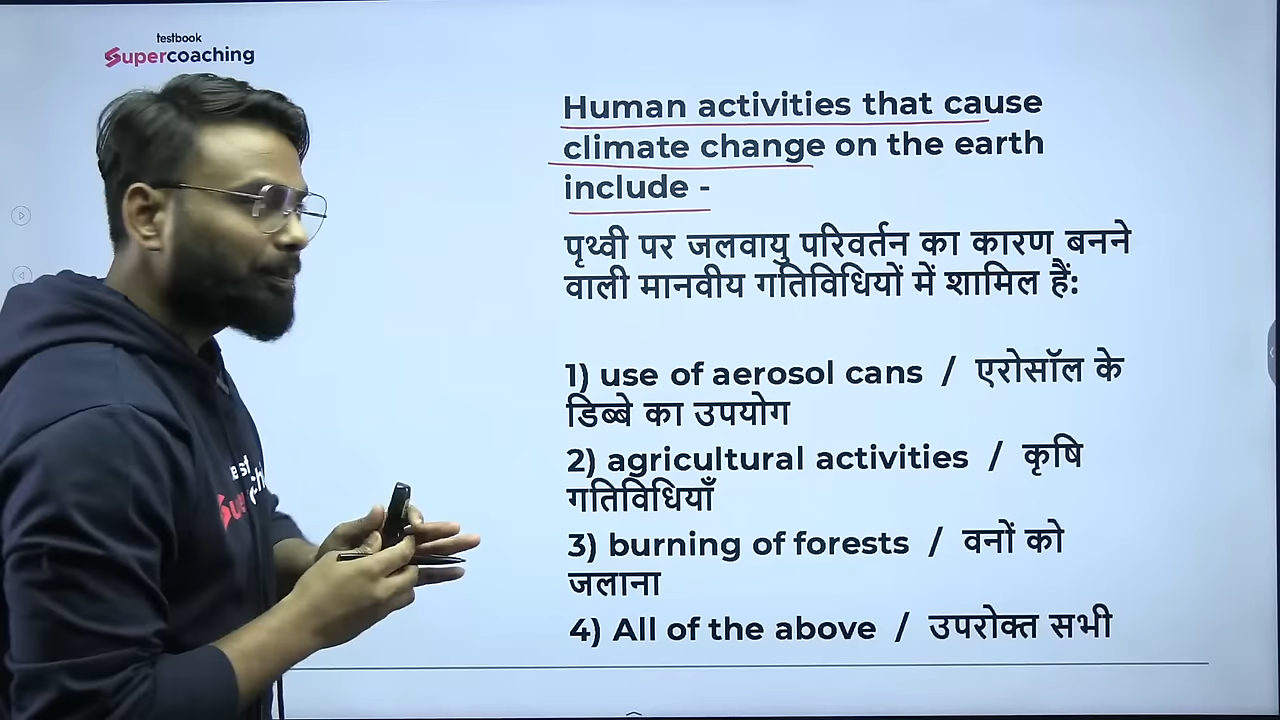 testbook
Supercoaching
Human activities that cause
climate change on the earth
include -
पृथ्वी पर जलवायु परिवर्तन का कारण बनने
वाली मानवीय गतिविधियों में शामिल हैं:
1) use of aerosol cans / एरोसॉल के
डिब्बे का उपयोग
2) agricultural activities / कृषि
गतिविधियाँ
3) burning of forests / वनों को
जलाना
4) All of the above / उपरोक्त सभी